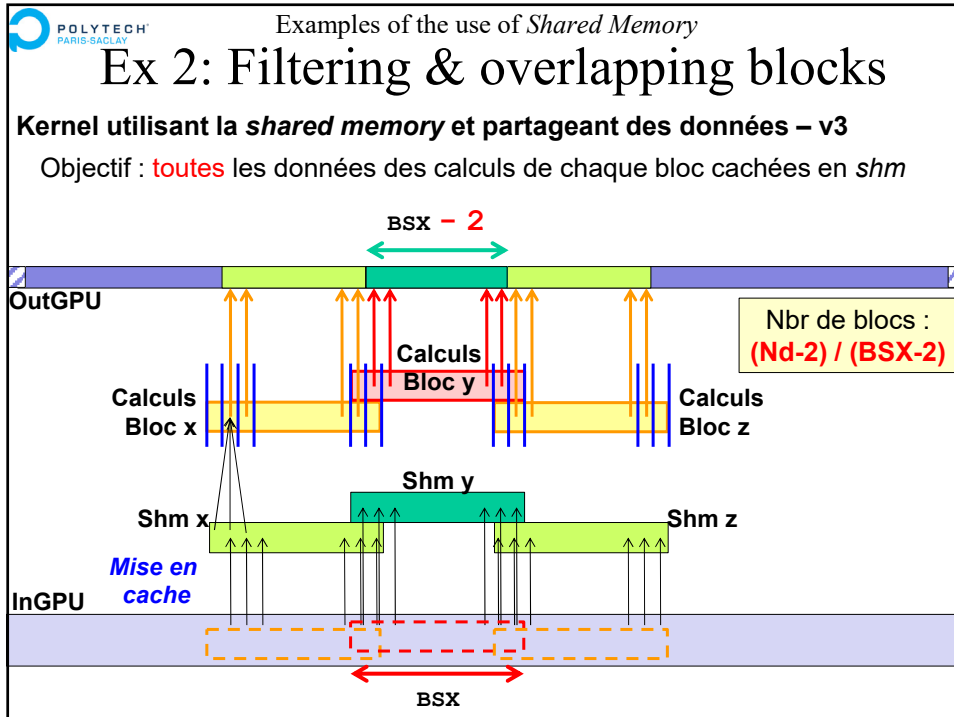 POLYTECH
PARIS-SACLAY
Examples of the use of Shared Memory
Ex 2: Filtering & overlapping blocks
Kernel utilisant la shared memory et partageant des données – v3
Objectif : toutes les données des calculs de chaque bloc cachées en shm
BSX – 2
OutGPU
Nbr de blocs :
(Nd-2) / (BSX-2)
Calculs
Bloc y
Calculs
Bloc x
Calculs
Bloc z
Shm y
Shm x
Shm z
Mise en
cache
InGPU
BSX